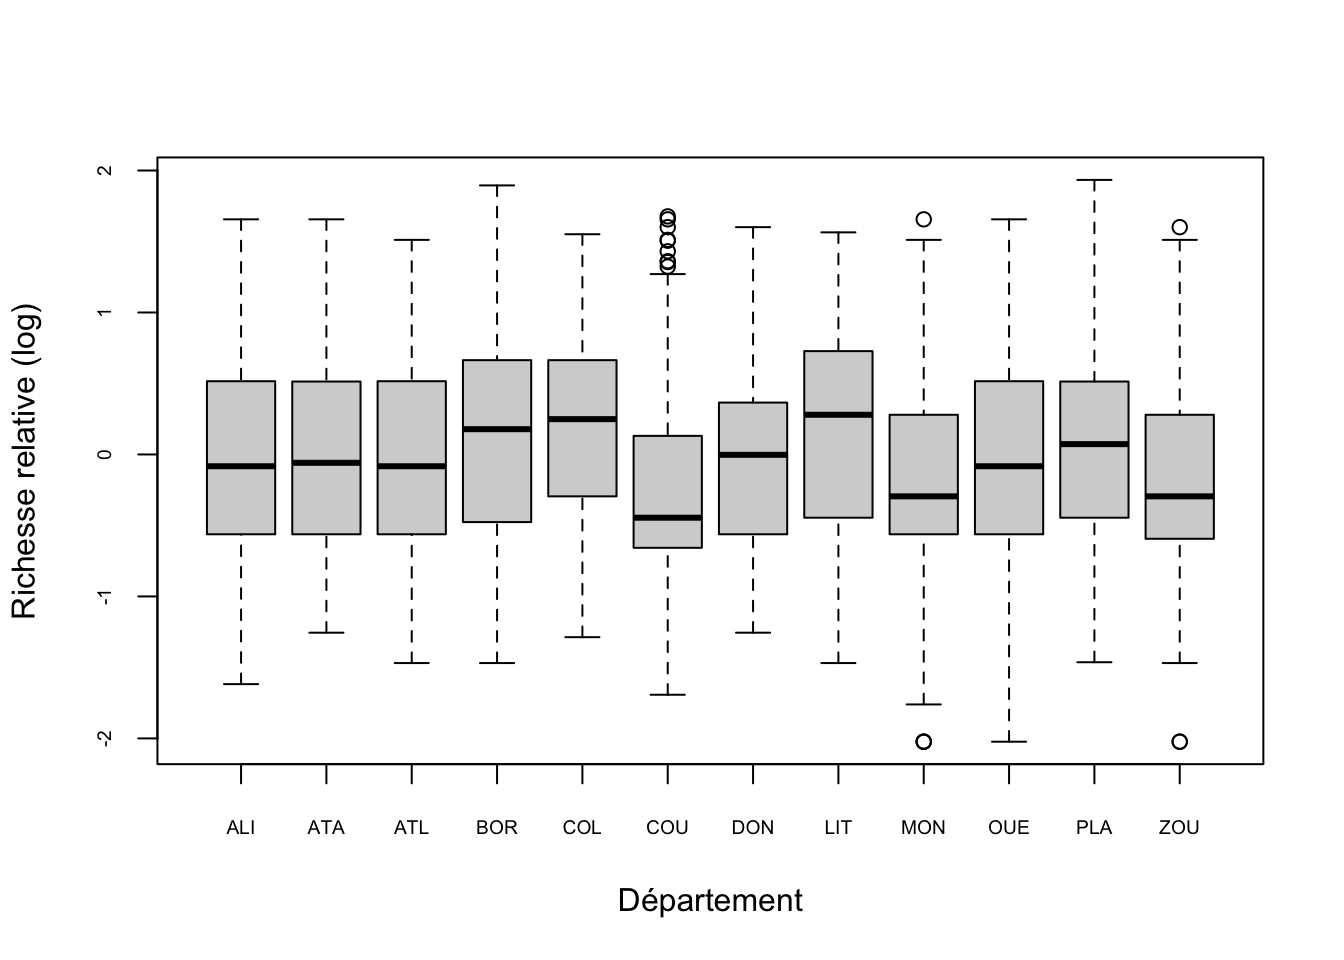 Richesse relative (log)
2
1
0
-1
-2
ALI ATA ATL BOR COL COU DON LIT MON OUE PLA ZOU
Département